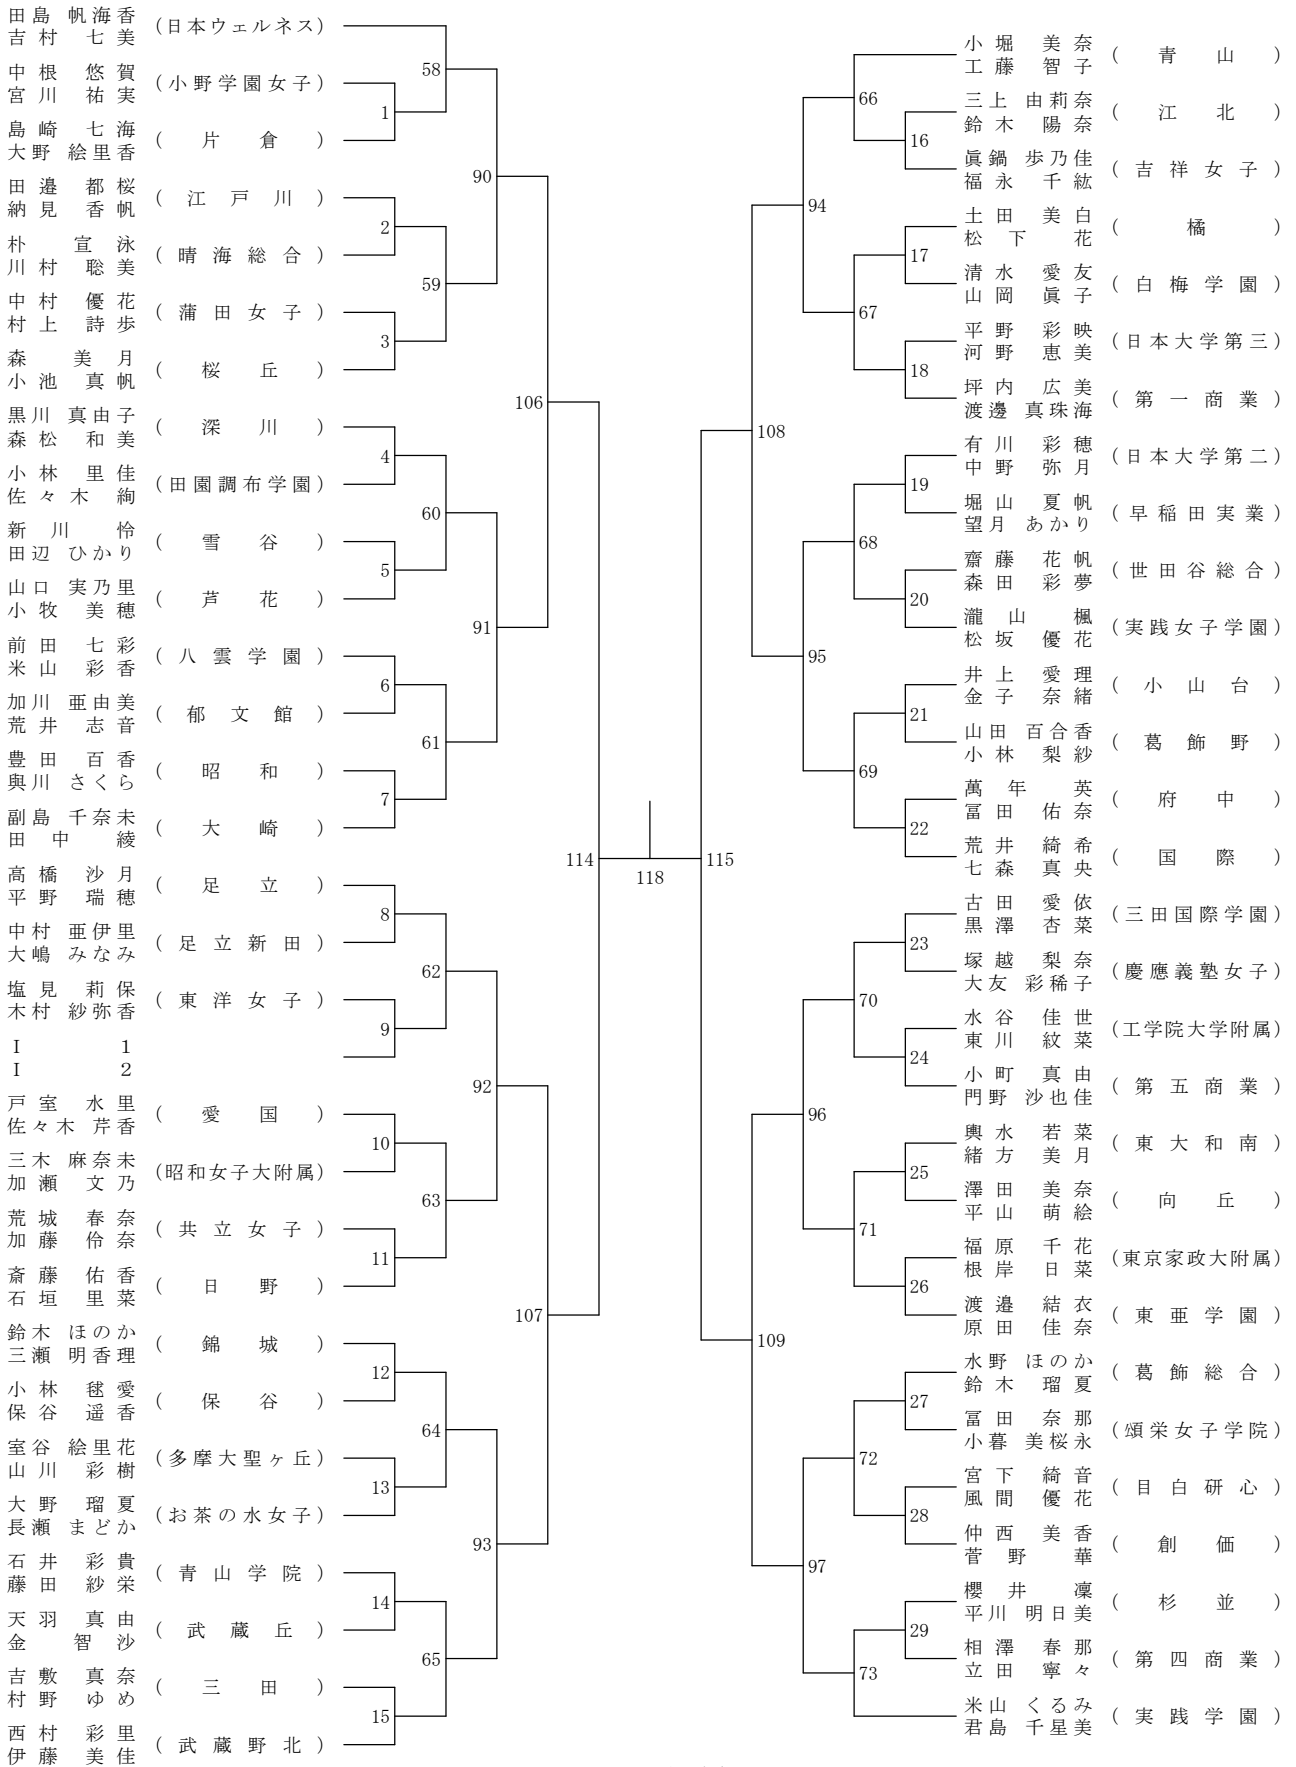 田島 帆海香
吉村 七美 (日本ウェルネス)
58
中根 悠賀
宮川 祐実 (小野学園女子)
1
島崎 七海
大野 絵里香 (片倉)
90
田邉 都桜
納見 香帆 (江戸川)
2
朴 宣泳
川村 聡美 (晴海総合)
59
中村 優花
村上 詩歩 (蒲田女子)
3
森 美月
小池 真帆 (桜丘)
106
黒川 真由子
森松 和美 (深川)
4
小林 里佳
佐々木 絢 (田園調布学園)
60
新川 怜
田辺 ひかり (雪谷)
5
山口 実乃里
小牧 美穂 (芦花)
91
前田 七彩
米山 彩香 (八雲学園)
6
加川 亜由美
荒井 志音 (郁文館)
61
豊田 百香
與川 さくら (昭和)
7
副島 千奈未
田中 綾 (大崎)
114
高橋 沙月
平野 瑞穂 (足立)
8
中村 亜伊里
大嶋 みなみ (足立新田)
62
塩見 莉保
木村 紗弥香 (東洋女子)
9
I 1
I 2
92
戸室 水里
佐々木 芹香 (愛国)
10
三木 麻奈未
加瀬 文乃 (昭和女子大附属)
63
荒城 春奈
加藤 伶奈 (共立女子)
11
斎藤 佑香
石垣 里菜 (日野)
107
鈴木 ほのか
三瀬 明香理 (錦城)
12
小林 毬愛
保谷 遥香 (保谷)
64
室谷 絵里花
山川 彩樹 (多摩大聖ヶ丘)
13
大野 瑠夏
長瀬 まどか (お茶の水女子)
93
石井 彩貴
藤田 紗栄 (青山学院)
14
天羽 真由
金 智沙 (武蔵丘)
65
吉敷 真奈
村野 ゆめ (三田)
15
西村 彩里
伊藤 美佳 (武蔵野北)
118
小堀 美奈
工藤 智子 (青山)
66
三上 由莉奈
鈴木 陽奈 (江北)
16
眞鍋 歩乃佳
福永 千紘 (吉祥女子)
94
土田 美白
松下 花 (橘)
17
清水 愛友
山岡 眞子 (白梅学園)
67
平野 彩映
河野 恵美 (日本大学第三)
18
坪内 広美
渡邊 真珠海 (第一商業)
108
有川 彩穂
中野 弥月 (日本大学第二)
19
堀山 夏帆
望月 あかり (早稲田実業)
68
齋藤 花帆
森田 彩夢 (世田谷総合)
20
瀧山 楓
松坂 優花 (実践女子学園)
95
井上 愛理
金子 奈緒 (小山台)
21
山田 百合香
小林 梨紗 (葛飾野)
69
萬年 英
冨田 佑奈 (府中)
22
荒井 綺希
七森 真央 (国際)
115
古田 愛依
黒澤 杏菜 (三田国際学園)
23
塚越 梨奈
大友 彩稀子 (慶應義塾女子)
70
水谷 佳世
東川 紋菜 (工学院大学附属)
24
小町 真由
門野 沙也佳 (第五商業)
96
輿水 若菜
緒方 美月 (東大和南)
25
澤田 美奈
平山 萌絵 (向丘)
71
福原 千花
根岸 日菜 (東京家政大附属)
26
渡邉 結衣
原田 佳奈 (東亜学園)
109
水野 ほのか
鈴木 瑠夏 (葛飾総合)
27
冨田 奈那
小暮 美桜永 (頌栄女子学院)
72
宮下 綺音
風間 優花 (目白研心)
28
仲西 美香
菅野 華 (創価)
97
櫻井 凜
平川 明日美 (杉並)
29
相澤 春那
立田 寧々 (第四商業)
73
米山 くるみ
君島 千星美 (実践学園)